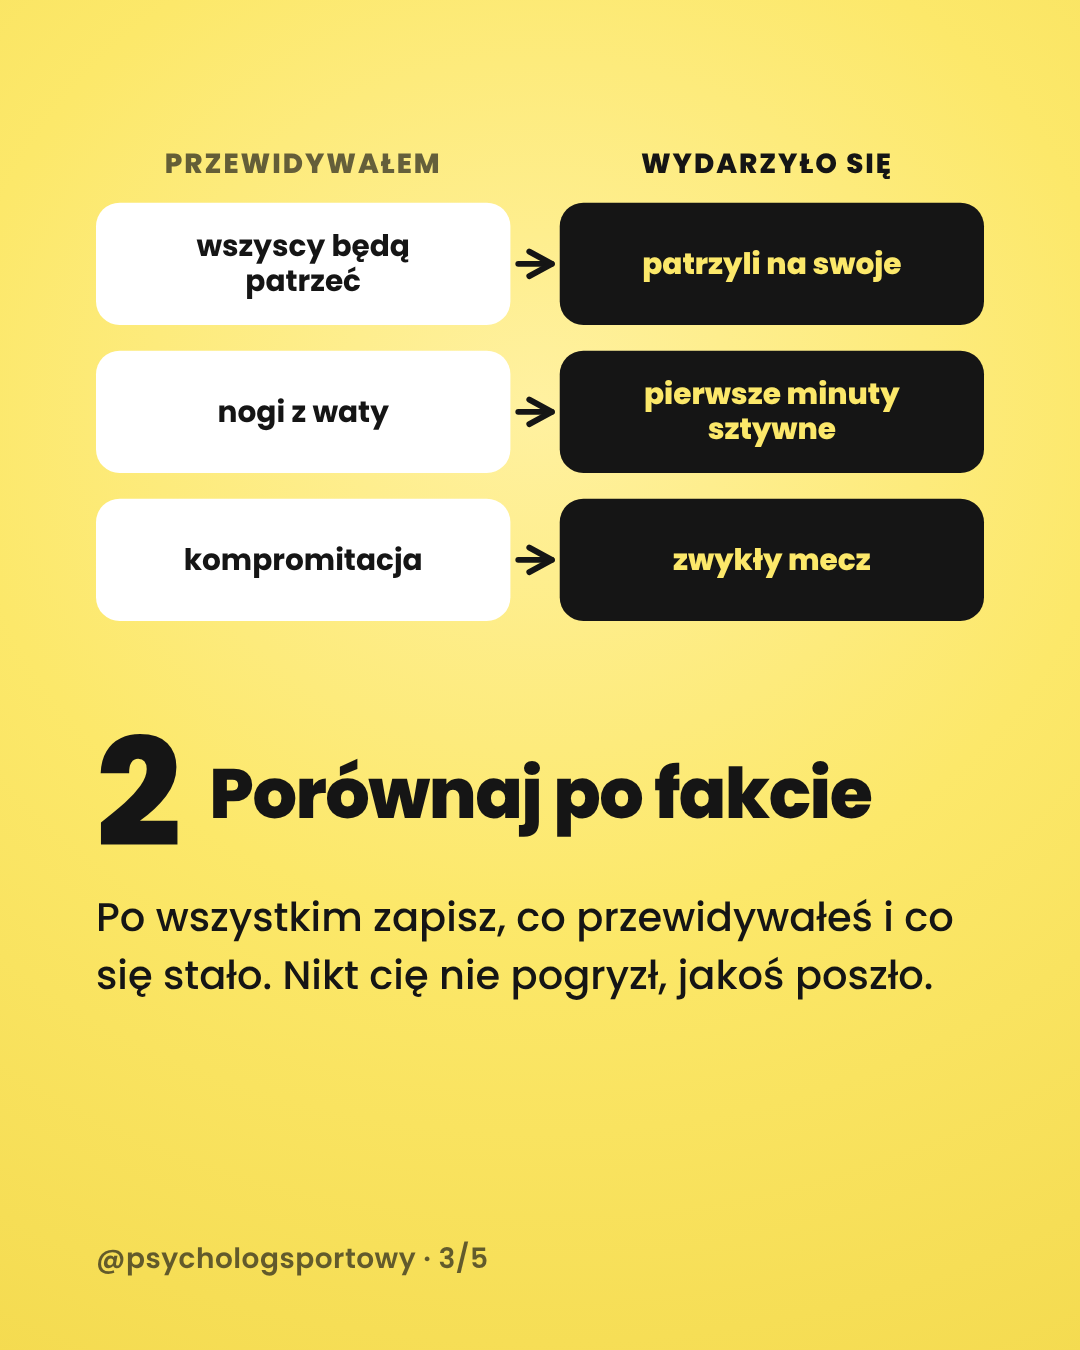 PRZEWIDYWAŁEM
WYDARZYŁO SIĘ
wszyscy będą
patrzeć
patrzyli na swoje
nogi z waty
pierwsze minuty
sztywne
kompromitacja
zwykły mecz
2 Porównaj po fakcie
Po wszystkim zapisz, co przewidywałeś i co
się stało. Nikt cię nie pogryzł, jakoś poszło.
@psychologsportowy · 3/5